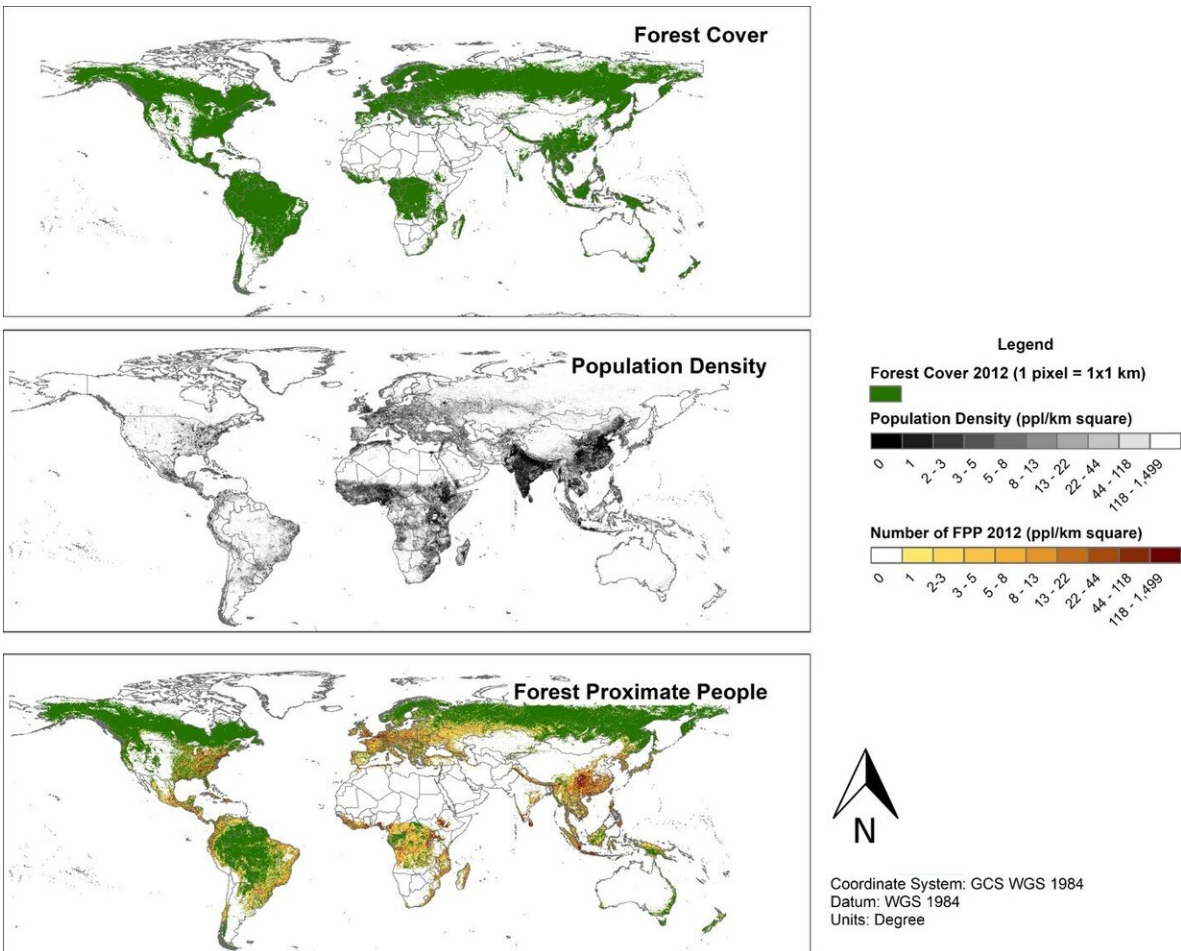 Forest Cover
Population Density
Forest Proximate People
Legend
Forest Cover 2012 (1 pixel = 1x1 km)
Population Density (ppl/km square)
0
1
2-3
3-5
5-8
8-13
13-22
22-44
44-118
118-1,499
Number of FPP 2012 (ppl/km square)
0
1
2-3
3 - 5
5 - 8
8 - 13
13 - 22
22 - 44
44 - 118
118 - 1,499
N
Coordinate System: GCS WGS 1984
Datum: WGS 1984
Units: Degree